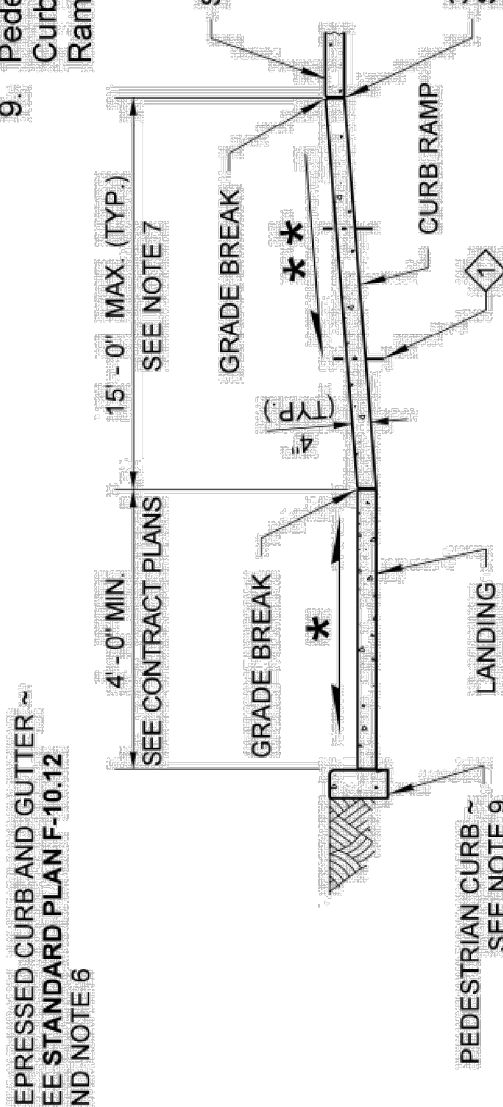 9. Pede
Curb
Ram
EPRESSED CURB AND GUTTER ~
EE STANDARD PLAN F-10.12
ND NOTE 6
15' - 0" MAX. (TYP.)
SEE NOTE 7
4' - 0" MIN.
SEE CONTRACT PLANS
GRADE BREAK
GRADE BREAK
4"
(TYP.)
*
* *
CURB RAMP
1
LANDING
PEDESTRIAN CURB ~
SEE NOTE 9